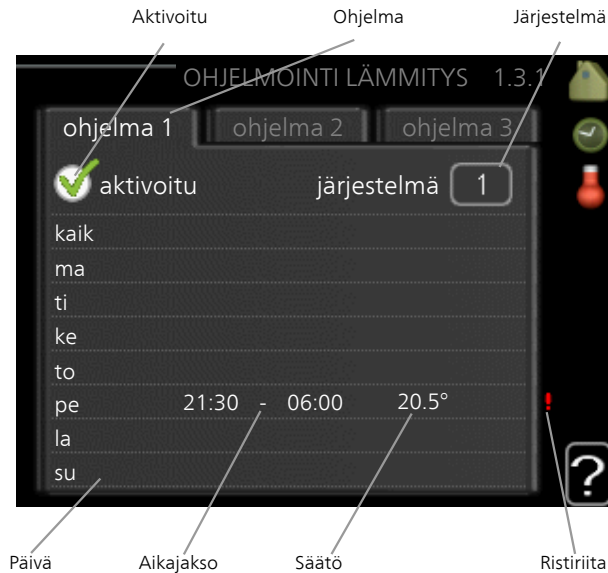 Aktivoitu Ohjelma Järjestelmä
OHJELMOINTI LÄMMITYS 1.3.1
ohjelma 1 ohjelma 2 ohjelma 3
aktivoitu järjestelmä 1
kaik
ma
ti
ke
to
pe 21:30 - 06:00 20.5° !
la
su
?
Päivä Aikajakso Säätö Ristiriita